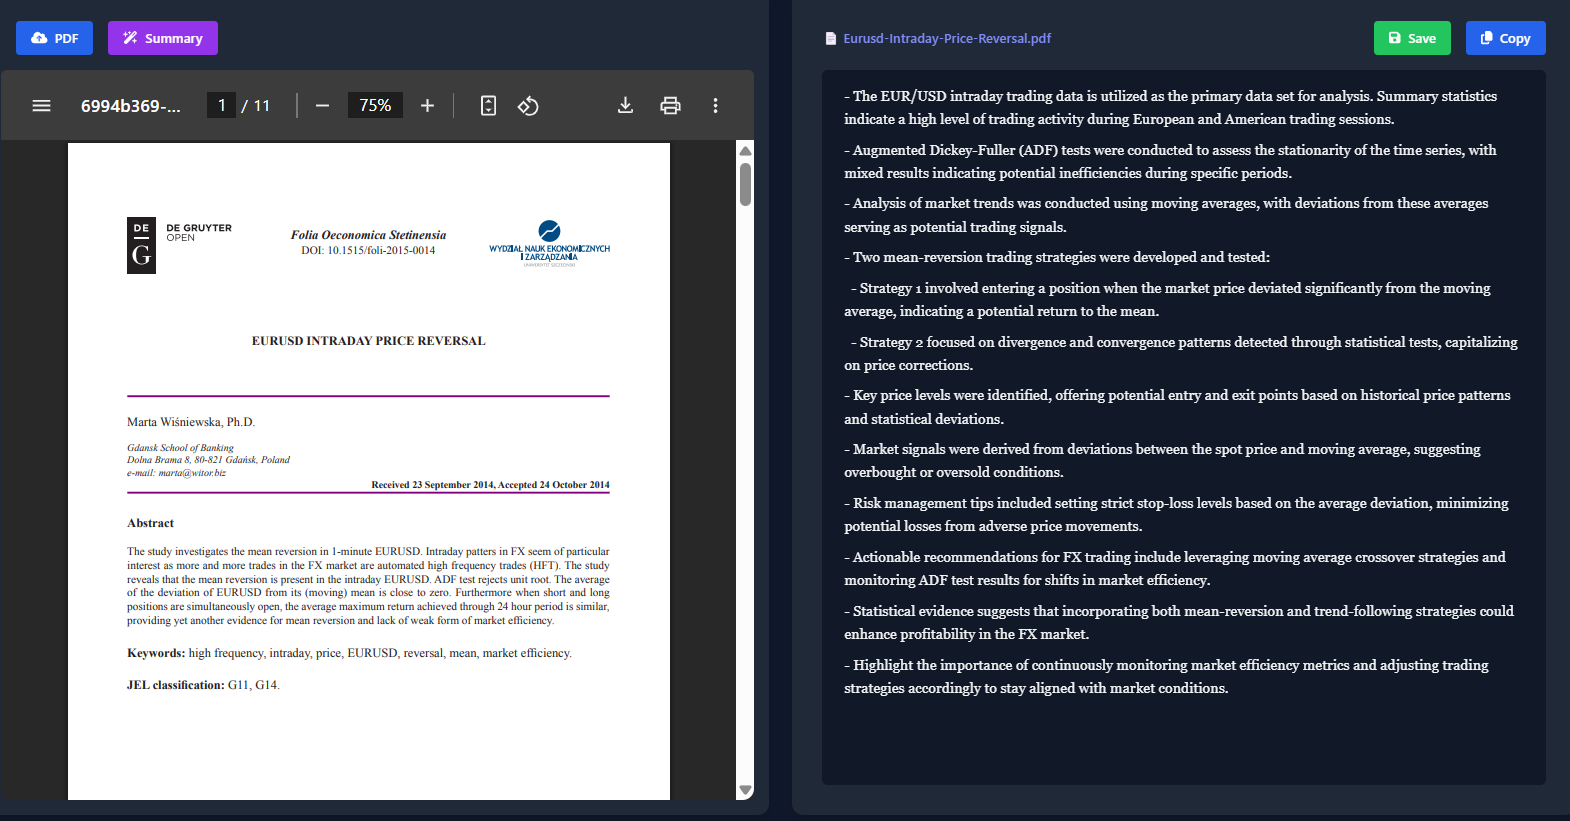 PDF
Summary
6994b369-...
1 / 11
75%
DE
G
DE GRUYTER
OPEN
Folia Oeconomica Stetinensia
DOI: 10.1515/foli-2015-0014
WYDZIAŁ NAUK EKONOMICZNYCH
I ZARZĄDZANIA
UNIWERSYTET SZCZECIŃSKI
EURUSD INTRADAY PRICE REVERSAL
Marta Wiśniewska, Ph.D.
Gdansk School of Banking
Dolna Brama 8, 80-821 Gdańsk, Poland
e-mail: marta@witor.biz
Received 23 September 2014, Accepted 24 October 2014
Abstract
The study investigates the mean reversion in 1-minute EURUSD. Intraday patters in FX seem of particular
interest as more and more trades in the FX market are automated high frequency trades (HFT). The study
reveals that the mean reversion is present in the intraday EURUSD. ADF test rejects unit root. The average
of the deviation of EURUSD from its (moving) mean is close to zero. Furthermore when short and long
positions are simultaneously open, the average maximum return achieved through 24 hour period is similar,
providing yet another evidence for mean reversion and lack of weak form of market efficiency.
Keywords: high frequency, intraday, price, EURUSD, reversal, mean, market efficiency.
JEL classification: G11, G14.
Eurusd-Intraday-Price-Reversal.pdf
Save
Copy
- The EUR/USD intraday trading data is utilized as the primary data set for analysis. Summary statistics
indicate a high level of trading activity during European and American trading sessions.
- Augmented Dickey-Fuller (ADF) tests were conducted to assess the stationarity of the time series, with
mixed results indicating potential inefficiencies during specific periods.
- Analysis of market trends was conducted using moving averages, with deviations from these averages
serving as potential trading signals.
- Two mean-reversion trading strategies were developed and tested:
- Strategy 1 involved entering a position when the market price deviated significantly from the moving
average, indicating a potential return to the mean.
- Strategy 2 focused on divergence and convergence patterns detected through statistical tests, capitalizing
on price corrections.
- Key price levels were identified, offering potential entry and exit points based on historical price patterns
and statistical deviations.
- Market signals were derived from deviations between the spot price and moving average, suggesting
overbought or oversold conditions.
- Risk management tips included setting strict stop-loss levels based on the average deviation, minimizing
potential losses from adverse price movements.
- Actionable recommendations for FX trading include leveraging moving average crossover strategies and
monitoring ADF test results for shifts in market efficiency.
- Statistical evidence suggests that incorporating both mean-reversion and trend-following strategies could
enhance profitability in the FX market.
- Highlight the importance of continuously monitoring market efficiency metrics and adjusting trading
strategies accordingly to stay aligned with market conditions.